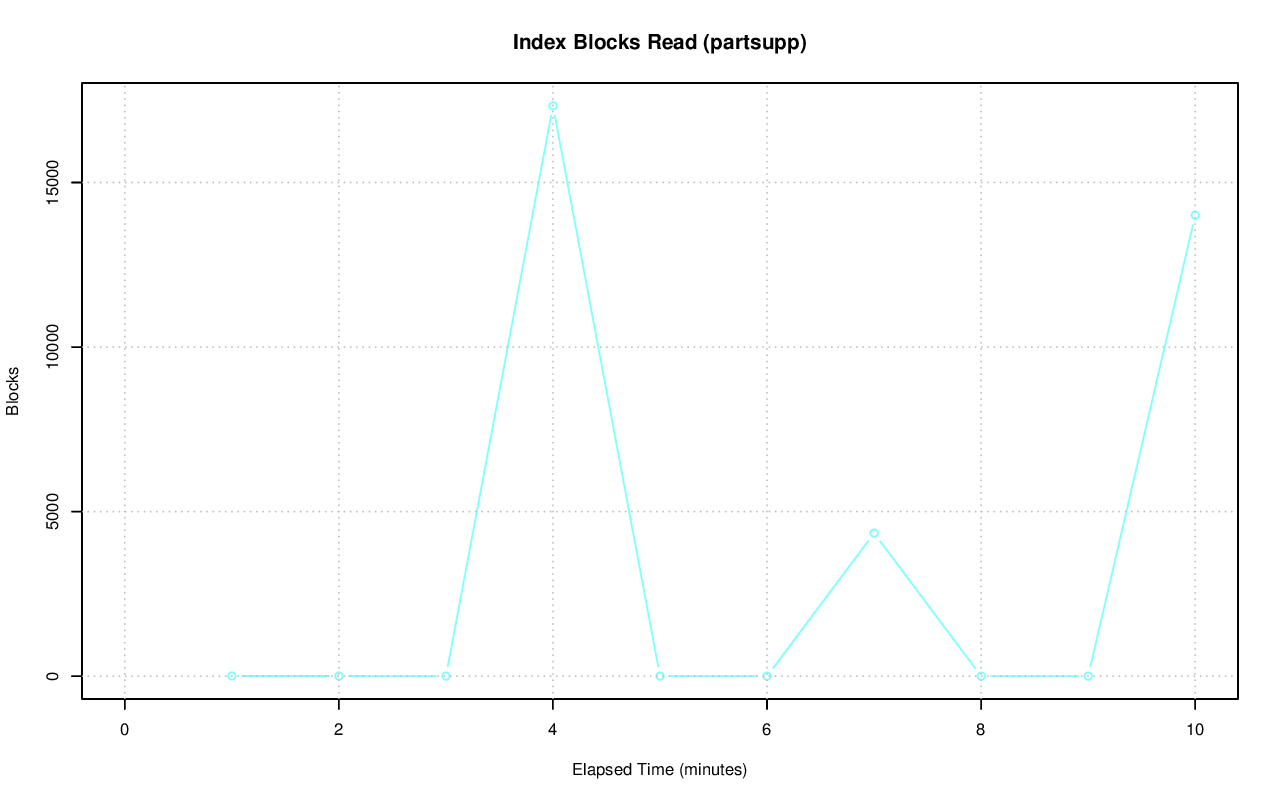 Index Blocks Read (partsupp)
Blocks
15000
10000
5000
0
0 2 4 6 8 10
Elapsed Time (minutes)